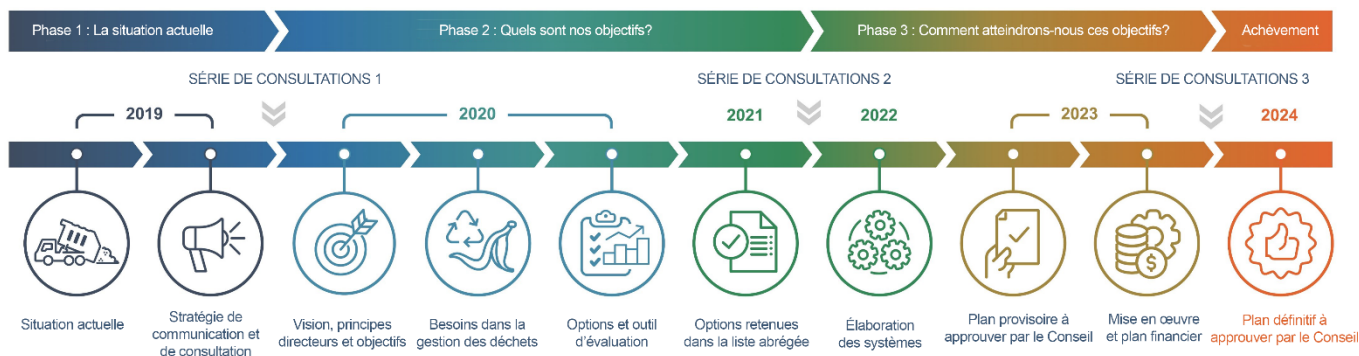 Phase 1 : La situation actuelle
Phase 2 : Quels sont nos objectifs?
Phase 3 : Comment atteindrons-nous ces objectifs?
Achèvement
SÉRIE DE CONSULTATIONS 1
SÉRIE DE CONSULTATIONS 2
SÉRIE DE CONSULTATIONS 3
2019
2020
2021
2022
2023
2024
Situation actuelle
Stratégie de
communication et
de consultation
Vision, principes
directeurs et objectifs
Besoins dans la
gestion des déchets
Options et outil
d'évaluation
Options retenues
dans la liste abrégée
Élaboration
des systèmes
Plan provisoire à
approuver par le Conseil
Mise en œuvre
et plan financier
Plan définitif à
approuver par le Conseil
$